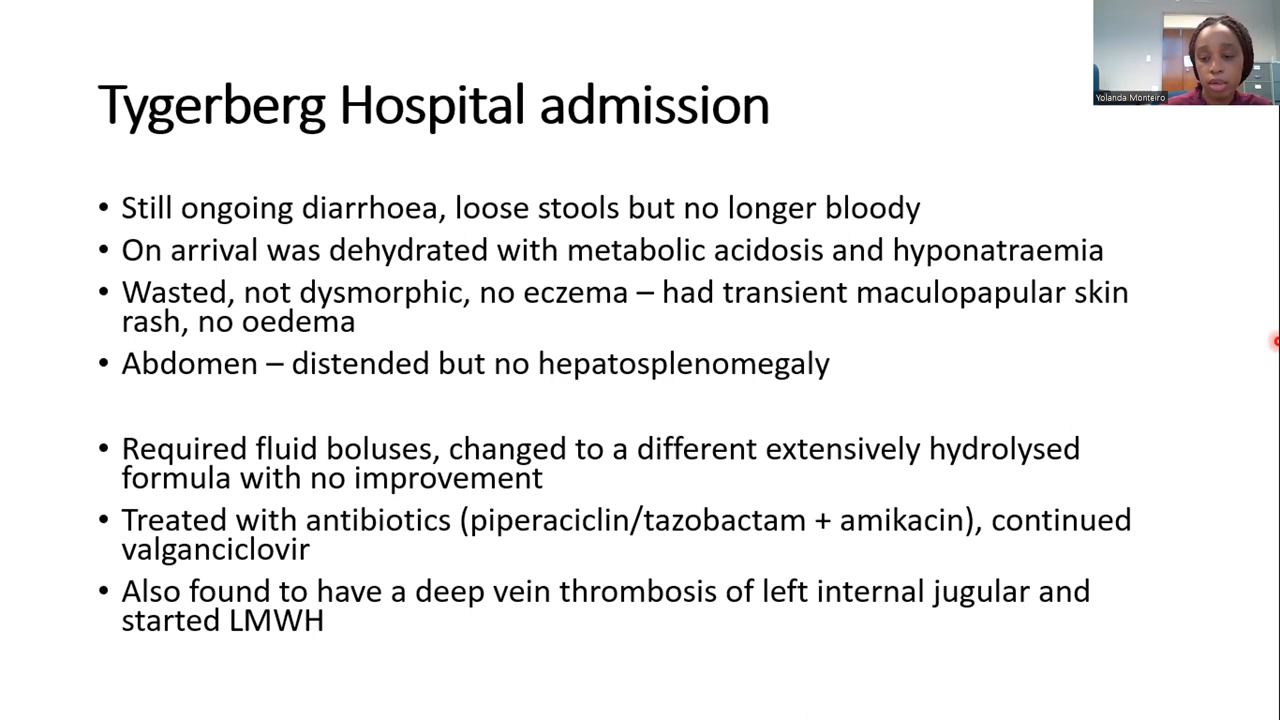 Yolanda Monteiro
Tygerberg Hospital admission
• Still ongoing diarrhoea, loose stools but no longer bloody
• On arrival was dehydrated with metabolic acidosis and hyponatraemia
• Wasted, not dysmorphic, no eczema – had transient maculopapular skin
rash, no oedema
• Abdomen – distended but no hepatosplenomegaly
• Required fluid boluses, changed to a different extensively hydrolysed
formula with no improvement
• Treated with antibiotics (piperaciclin/tazobactam + amikacin), continued
valganciclovir
• Also found to have a deep vein thrombosis of left internal jugular and
started LMWH